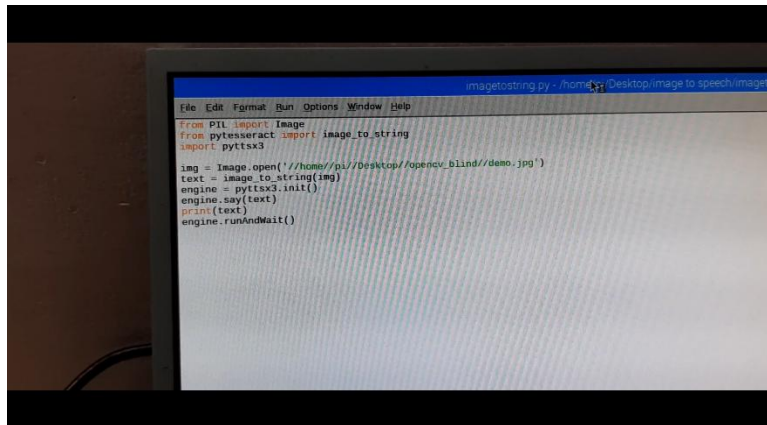 imagetostring.py - /home/pi/Desktop/image to speech/imaget
File Edit Format Run Options Window Help
from PIL import Image
from pytesseract import image_to_string
import pyttsx3
img = Image.open('//home//pi//Desktop//opencv_blind//demo.jpg')
text = image_to_string(img)
engine = pyttsx3.init()
engine.say(text)
print(text)
engine.runAndWait()